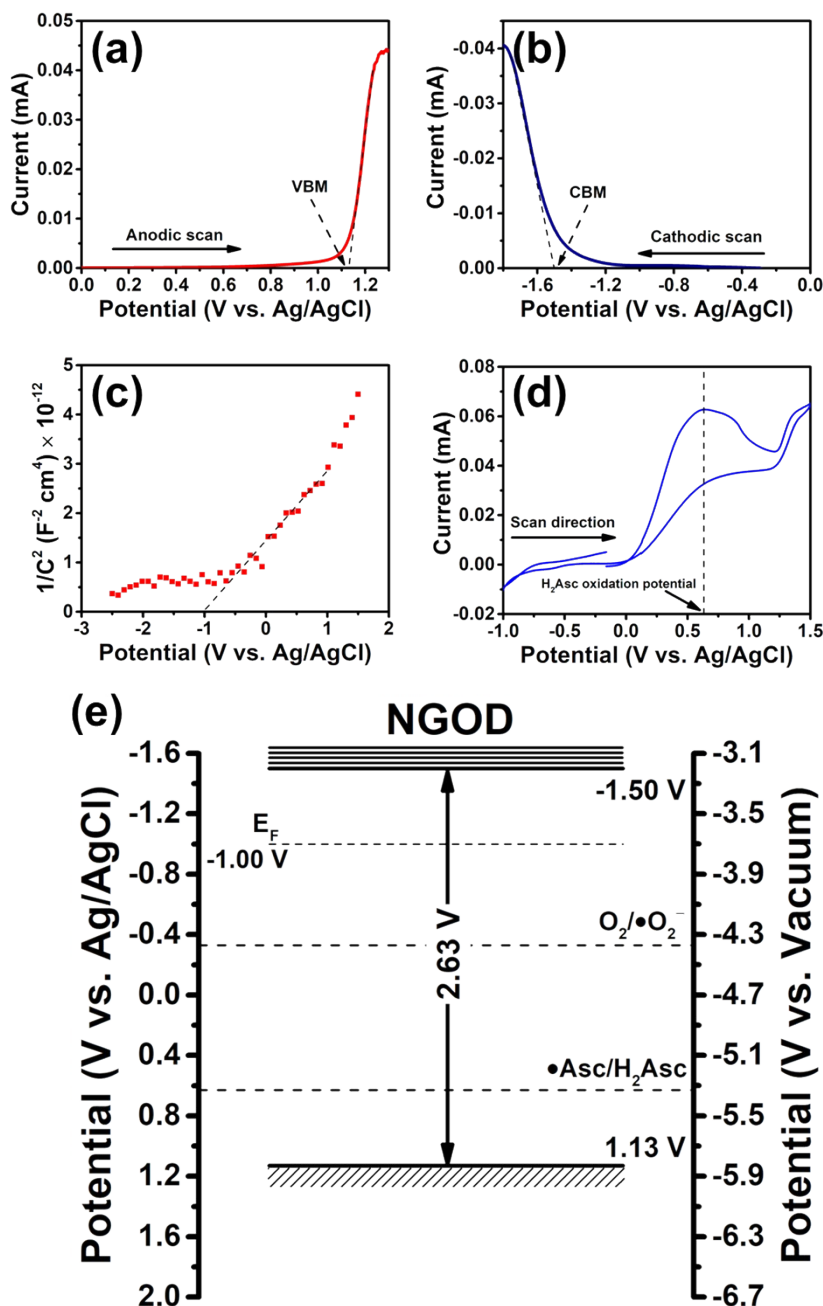 (a)
Current (mA)
0.05
0.04
0.03
0.02
0.01
0.00
VBM
Anodic scan
0.0 0.2 0.4 0.6 0.8 1.0 1.2
Potential (V vs. Ag/AgCl)
(b)
Current (mA)
-0.04
-0.03
-0.02
-0.01
0.00
CBM
Cathodic scan
-1.6 -1.2 -0.8 -0.4 0.0
Potential (V vs. Ag/AgCl)
(c)
1/C² (F⁻² cm⁴) × 10⁻¹²
5
4
3
2
1
0
-3 -2 -1 0 1 2
Potential (V vs. Ag/AgCl)
(d)
Current (mA)
0.08
0.06
0.04
0.02
0.00
-0.02
Scan direction
H₂Asc oxidation potential
-1.0 -0.5 0.0 0.5 1.0 1.5
Potential (V vs. Ag/AgCl)
(e)
NGOD
Potential (V vs. Ag/AgCl)
-1.6
-1.2
-0.8
-0.4
0.0
0.4
0.8
1.2
1.6
2.0
-1.50 V
E_F
-1.00 V
2.63 V
O₂/•O₂⁻
•Asc/H₂Asc
1.13 V
-3.1
-3.5
-3.9
-4.3
-4.7
-5.1
-5.5
-5.9
-6.3
-6.7
Potential (V vs. Vacuum)